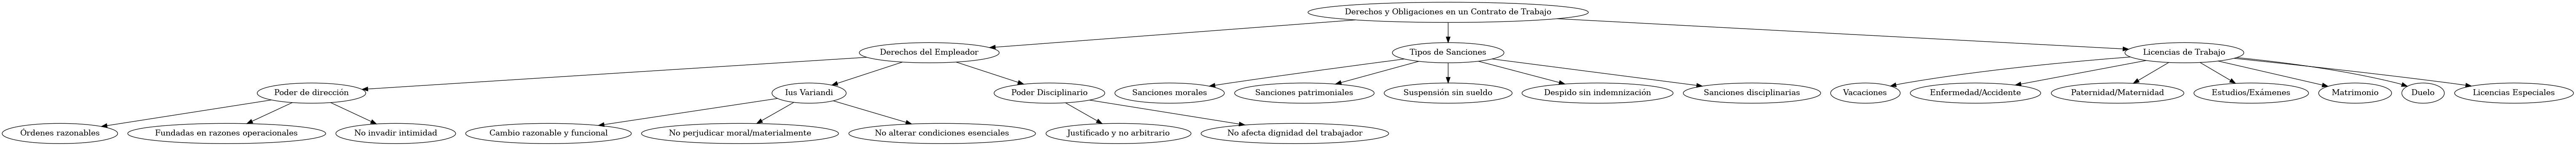 Derechos y Obligaciones en un Contrato de Trabajo
Derechos del Empleador
Tipos de Sanciones
Licencias de Trabajo
Poder de dirección
Ius Variandi
Poder Disciplinario
Sanciones morales
Sanciones patrimoniales
Suspensión sin sueldo
Despido sin indemnización
Sanciones disciplinarias
Vacaciones
Enfermedad/Accidente
Paternidad/Maternidad
Estudios/Exámenes
Matrimonio
Duelo
Licencias Especiales
Órdenes razonables
Fundadas en razones operacionales
No invadir intimidad
Cambio razonable y funcional
No perjudicar moral/materialmente
No alterar condiciones esenciales
Justificado y no arbitrario
No afecta dignidad del trabajador